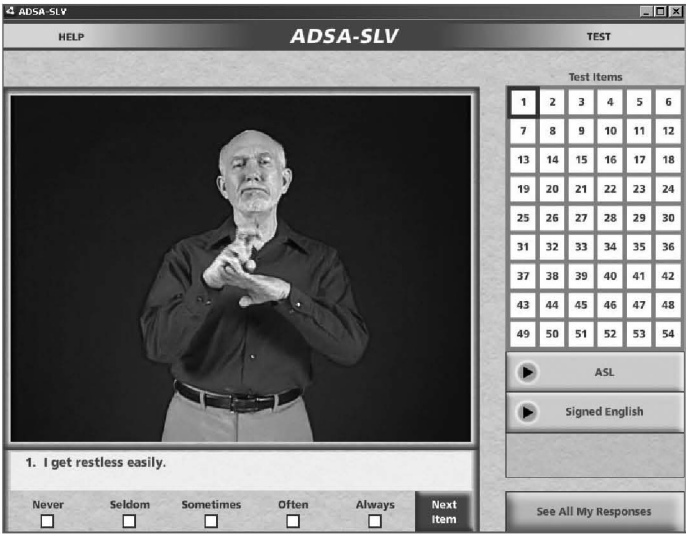 ADSA-SLV
HELP
ADSA-SLV
TEST
Test Items
1 2 3 4 5 6
7 8 9 10 11 12
13 14 15 16 17 18
19 20 21 22 23 24
25 26 27 28 29 30
31 32 33 34 35 36
37 38 39 40 41 42
43 44 45 46 47 48
49 50 51 52 53 54
ASL
Signed English
1. I get restless easily.
Never Seldom Sometimes Often Always
Next
Item
See All My Responses